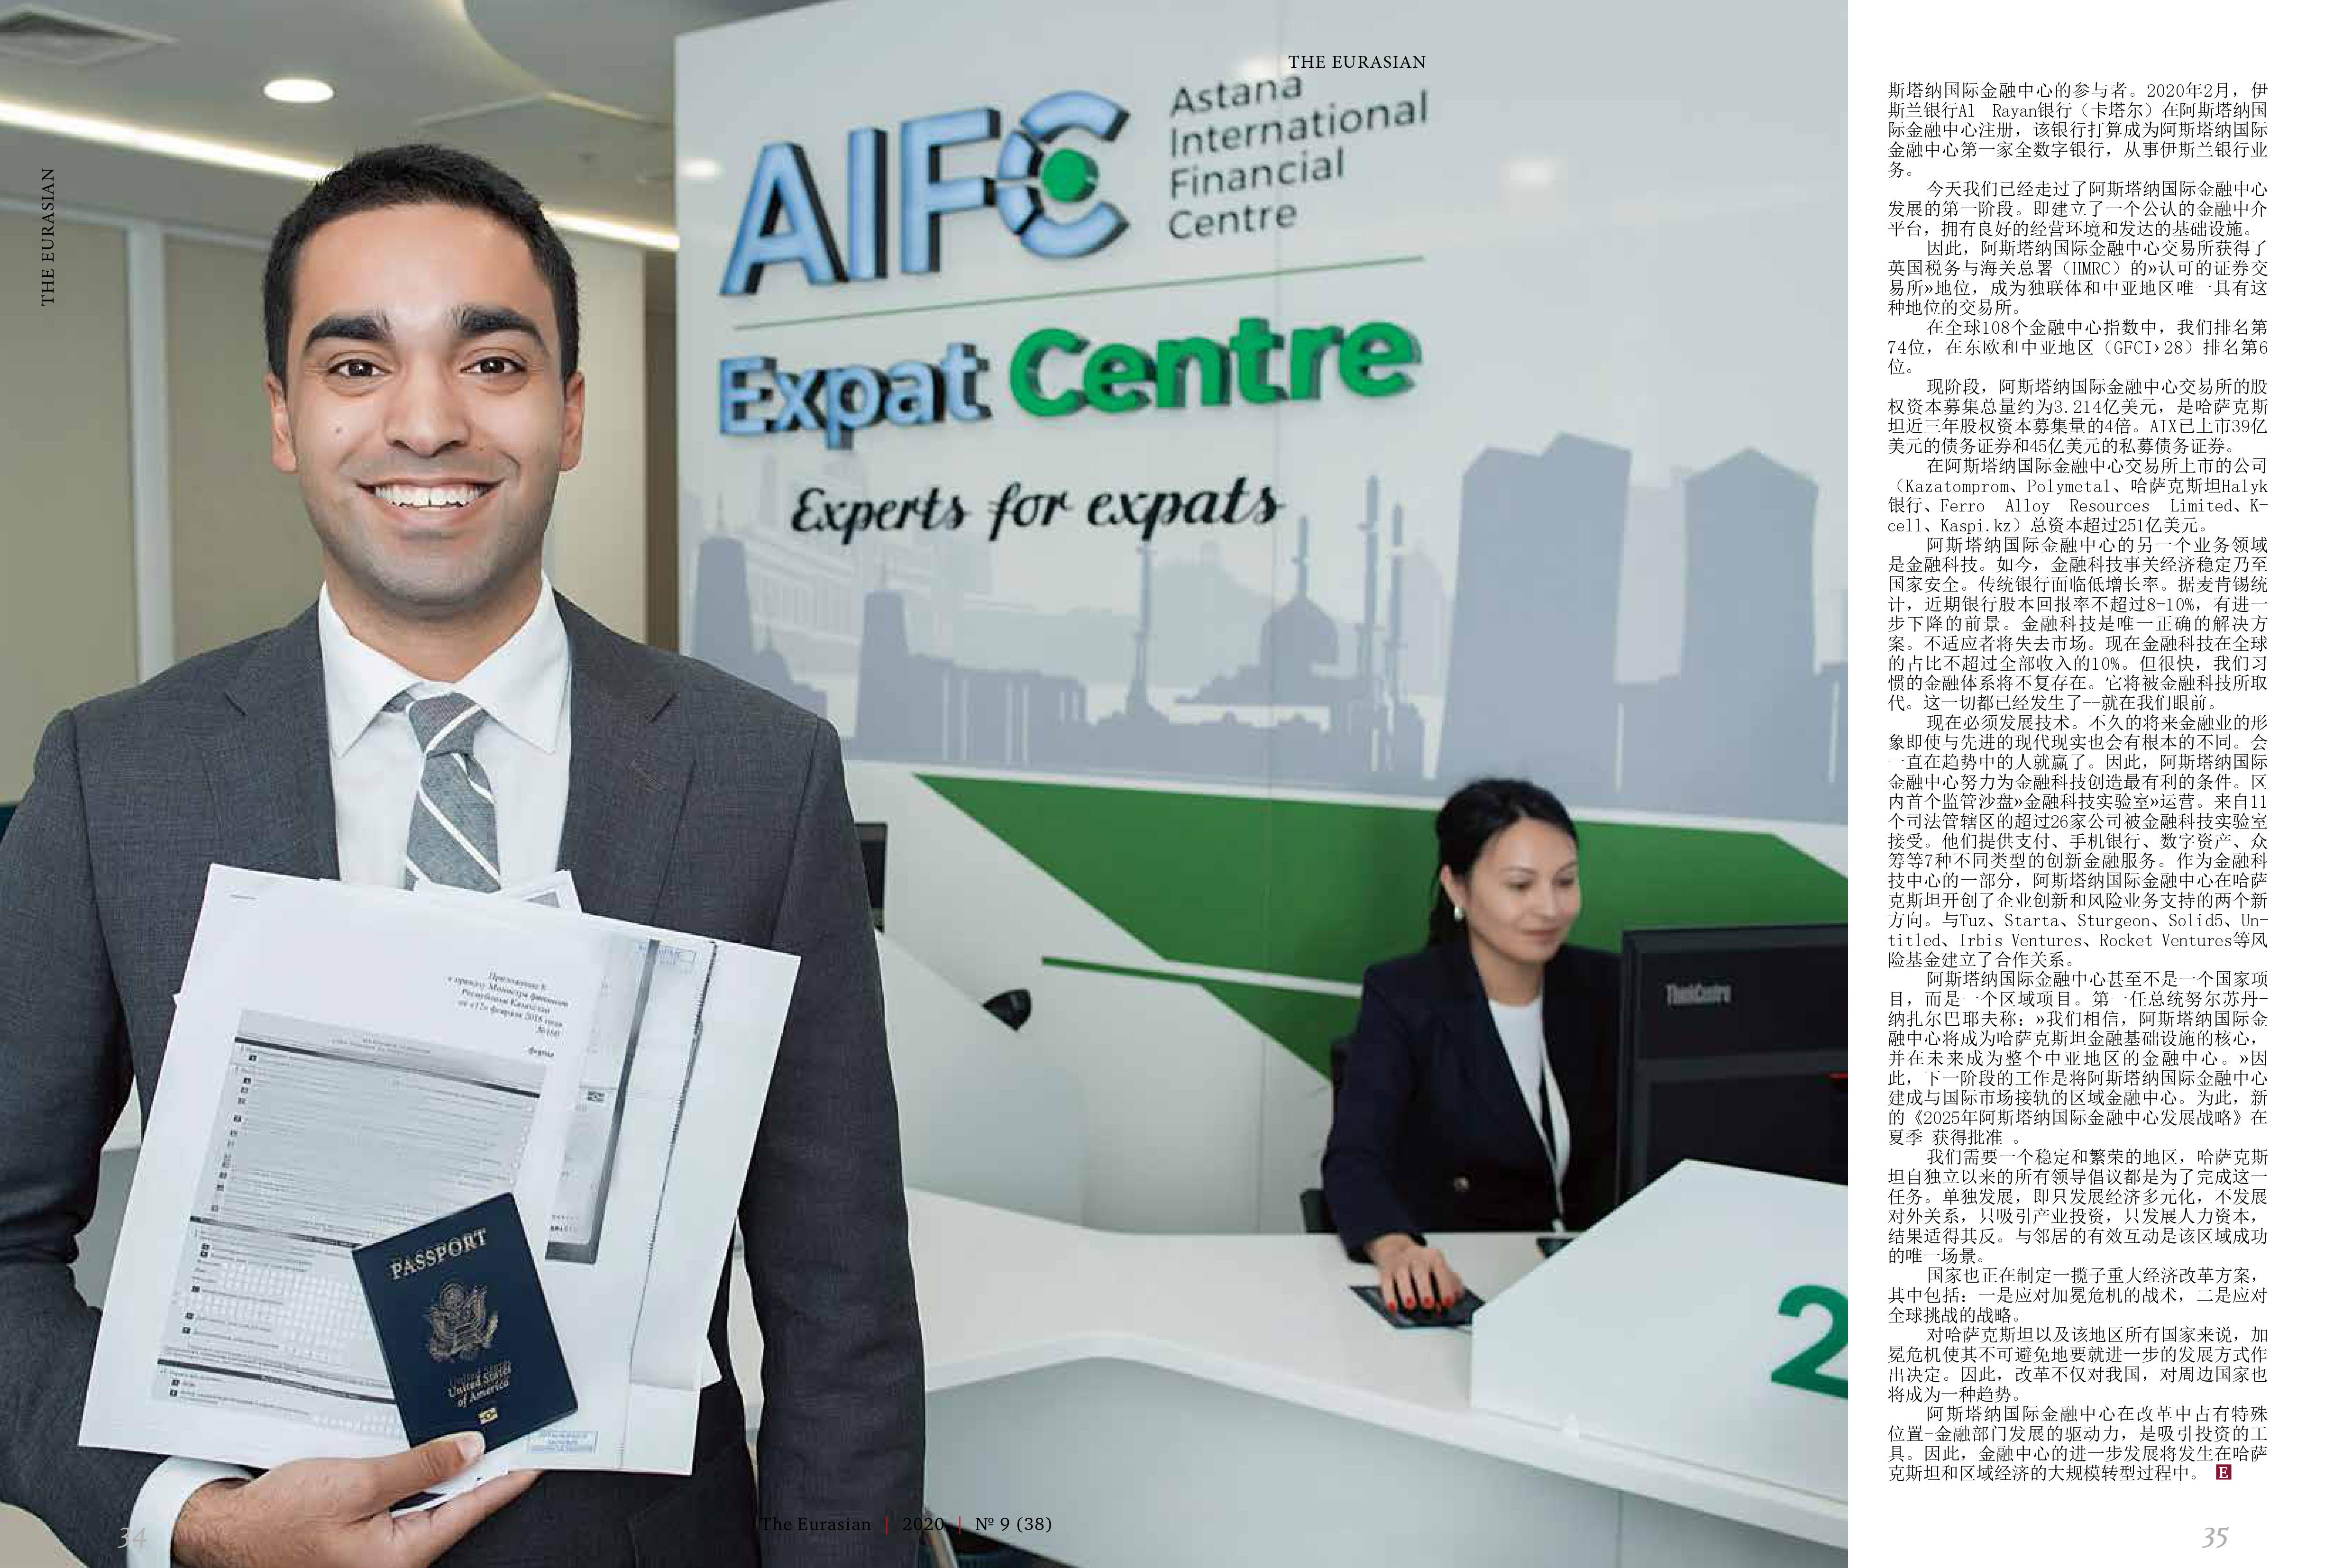 THE EURASIAN
THE EURASIAN
AIFC
Astana
International
Financial
Centre
Expat Centre
Experts for expats
ThinkCentre
2
Приложение 6
к приказу Министра финансов
Республики Казахстан
от «12» февраля 2018 года
№160
форма
PASSPORT
United States
of America
34
The Eurasian | 2020 | № 9 (38)
斯塔纳国际金融中心的参与者。2020年2月，伊
斯兰银行Al Rayan银行（卡塔尔）在阿斯塔纳国
际金融中心注册，该银行打算成为阿斯塔纳国际
金融中心第一家全数字银行，从事伊斯兰银行业
务。
今天我们已经走过了阿斯塔纳国际金融中心
发展的第一阶段。即建立了一个公认的金融中介
平台，拥有良好的经营环境和发达的基础设施。
因此，阿斯塔纳国际金融中心交易所获得了
英国税务与海关总署（HMRC）的»认可的证券交
易所»地位，成为独联体和中亚地区唯一具有这
种地位的交易所。
在全球108个金融中心指数中，我们排名第
74位，在东欧和中亚地区（GFCI›28）排名第6
位。
现阶段，阿斯塔纳国际金融中心交易所的股
权资本募集总量约为3.214亿美元，是哈萨克斯
坦近三年股权资本募集量的4倍。AIX已上市39亿
美元的债务证券和45亿美元的私募债务证券。
在阿斯塔纳国际金融中心交易所上市的公司
（Kazatomprom、Polymetal、哈萨克斯坦Halyk
银行、Ferro Alloy Resources Limited、K-
cell、Kaspi.kz）总资本超过251亿美元。
阿斯塔纳国际金融中心的另一个业务领域
是金融科技。如今，金融科技事关经济稳定乃至
国家安全。传统银行面临低增长率。据麦肯锡统
计，近期银行股本回报率不超过8-10%，有进一
步下降的前景。金融科技是唯一正确的解决方
案。不适应者将失去市场。现在金融科技在全球
的占比不超过全部收入的10%。但很快，我们习
惯的金融体系将不复存在。它将被金融科技所取
代。这一切都已经发生了--就在我们眼前。
现在必须发展技术。不久的将来金融业的形
象即使与先进的现代现实也会有根本的不同。会
一直在趋势中的人就赢了。因此，阿斯塔纳国际
金融中心努力为金融科技创造最有利的条件。区
内首个监管沙盘»金融科技实验室»运营。来自11
个司法管辖区的超过26家公司被金融科技实验室
接受。他们提供支付、手机银行、数字资产、众
筹等7种不同类型的创新金融服务。作为金融科
技中心的一部分，阿斯塔纳国际金融中心在哈萨
克斯坦开创了企业创新和风险业务支持的两个新
方向。与Tuz、Starta、Sturgeon、Solid5、Un-
titled、Irbis Ventures、Rocket Ventures等风
险基金建立了合作关系。
阿斯塔纳国际金融中心甚至不是一个国家项
目，而是一个区域项目。第一任总统努尔苏丹-
纳扎尔巴耶夫称：»我们相信，阿斯塔纳国际金
融中心将成为哈萨克斯坦金融基础设施的核心，
并在未来成为整个中亚地区的金融中心。»因
此，下一阶段的工作是将阿斯塔纳国际金融中心
建成与国际市场接轨的区域金融中心。为此，新
的《2025年阿斯塔纳国际金融中心发展战略》在
夏季 获得批准 。
我们需要一个稳定和繁荣的地区，哈萨克斯
坦自独立以来的所有领导倡议都是为了完成这一
任务。单独发展，即只发展经济多元化，不发展
对外关系，只吸引产业投资，只发展人力资本，
结果适得其反。与邻居的有效互动是该区域成功
的唯一场景。
国家也正在制定一揽子重大经济改革方案，
其中包括：一是应对加冕危机的战术，二是应对
全球挑战的战略。
对哈萨克斯坦以及该地区所有国家来说，加
冕危机使其不可避免地要就进一步的发展方式作
出决定。因此，改革不仅对我国，对周边国家也
将成为一种趋势。
阿斯塔纳国际金融中心在改革中占有特殊
位置-金融部门发展的驱动力，是吸引投资的工
具。因此，金融中心的进一步发展将发生在哈萨
克斯坦和区域经济的大规模转型过程中。 E
35